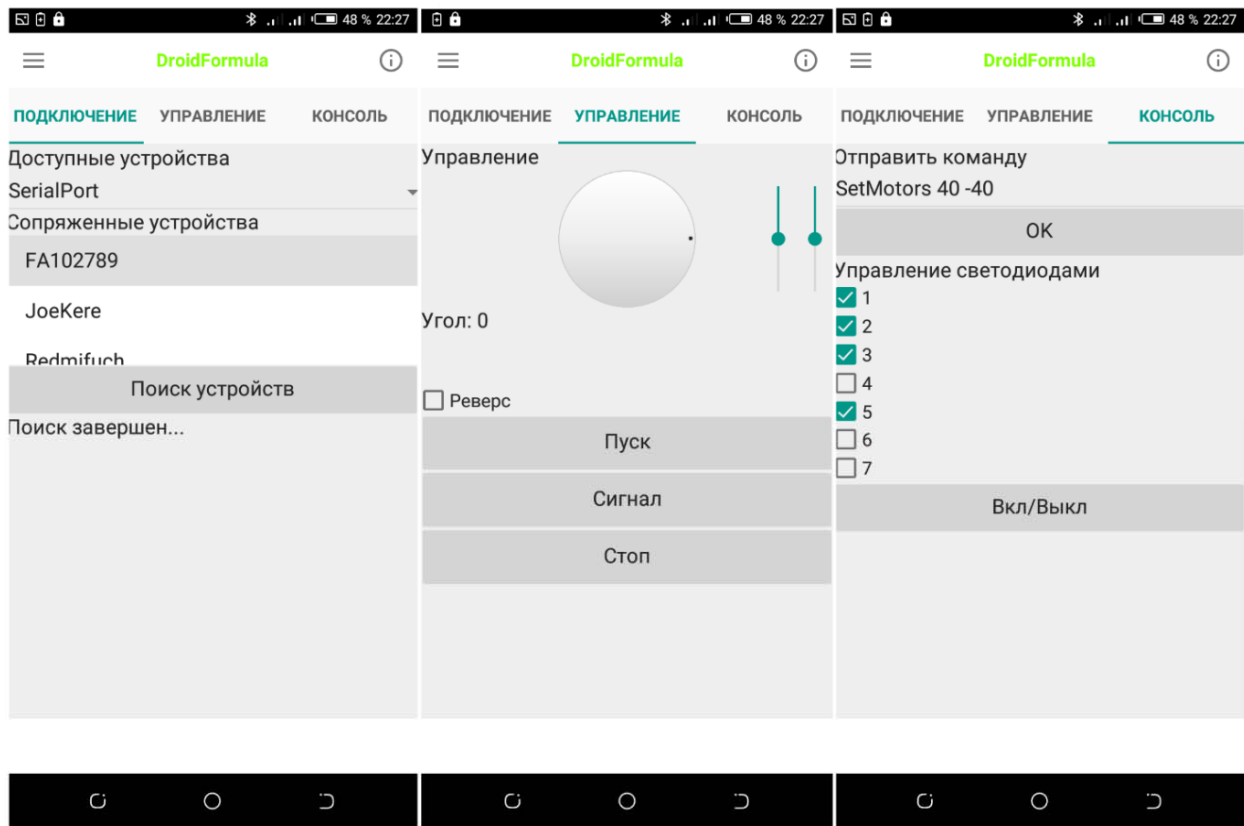 48 % 22:27
DroidFormula
ПОДКЛЮЧЕНИЕ УПРАВЛЕНИЕ КОНСОЛЬ
Доступные устройства
SerialPort
Сопряженные устройства
FA102789
JoeKere
Redmifuch
Поиск устройств
Поиск завершен...
48 % 22:27
DroidFormula
ПОДКЛЮЧЕНИЕ УПРАВЛЕНИЕ КОНСОЛЬ
Управление
Угол: 0
Реверс
Пуск
Сигнал
Стоп
48 % 22:27
DroidFormula
ПОДКЛЮЧЕНИЕ УПРАВЛЕНИЕ КОНСОЛЬ
Отправить команду
SetMotors 40 -40
OK
Управление светодиодами
1
2
3
4
5
6
7
Вкл/Выкл